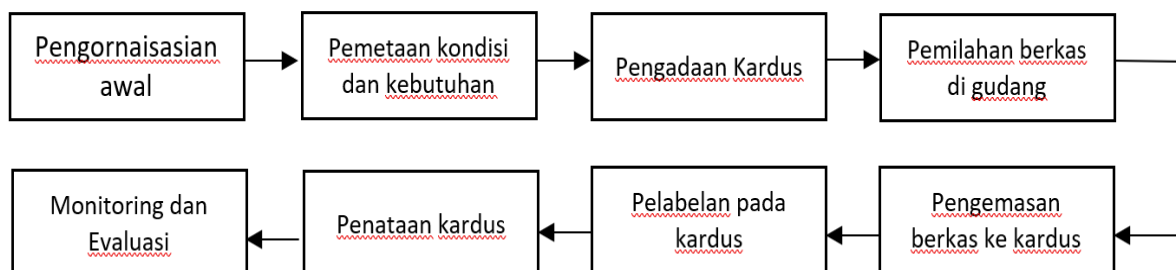 Pengornaisasian
awal
Pemetaan kondisi
dan kebutuhan
Pengadaan Kardus
Pemilahan berkas
di gudang
Pengemasan
berkas ke kardus
Pelabelan pada
kardus
Penataan kardus
Monitoring dan
Evaluasi